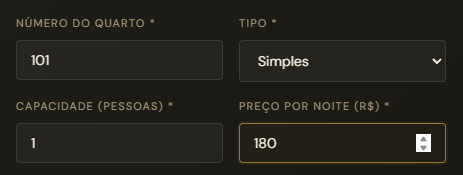 NÚMERO DO QUARTO *
TIPO *
101
Simples
CAPACIDADE (PESSOAS) *
PREÇO POR NOITE (R$) *
1
180